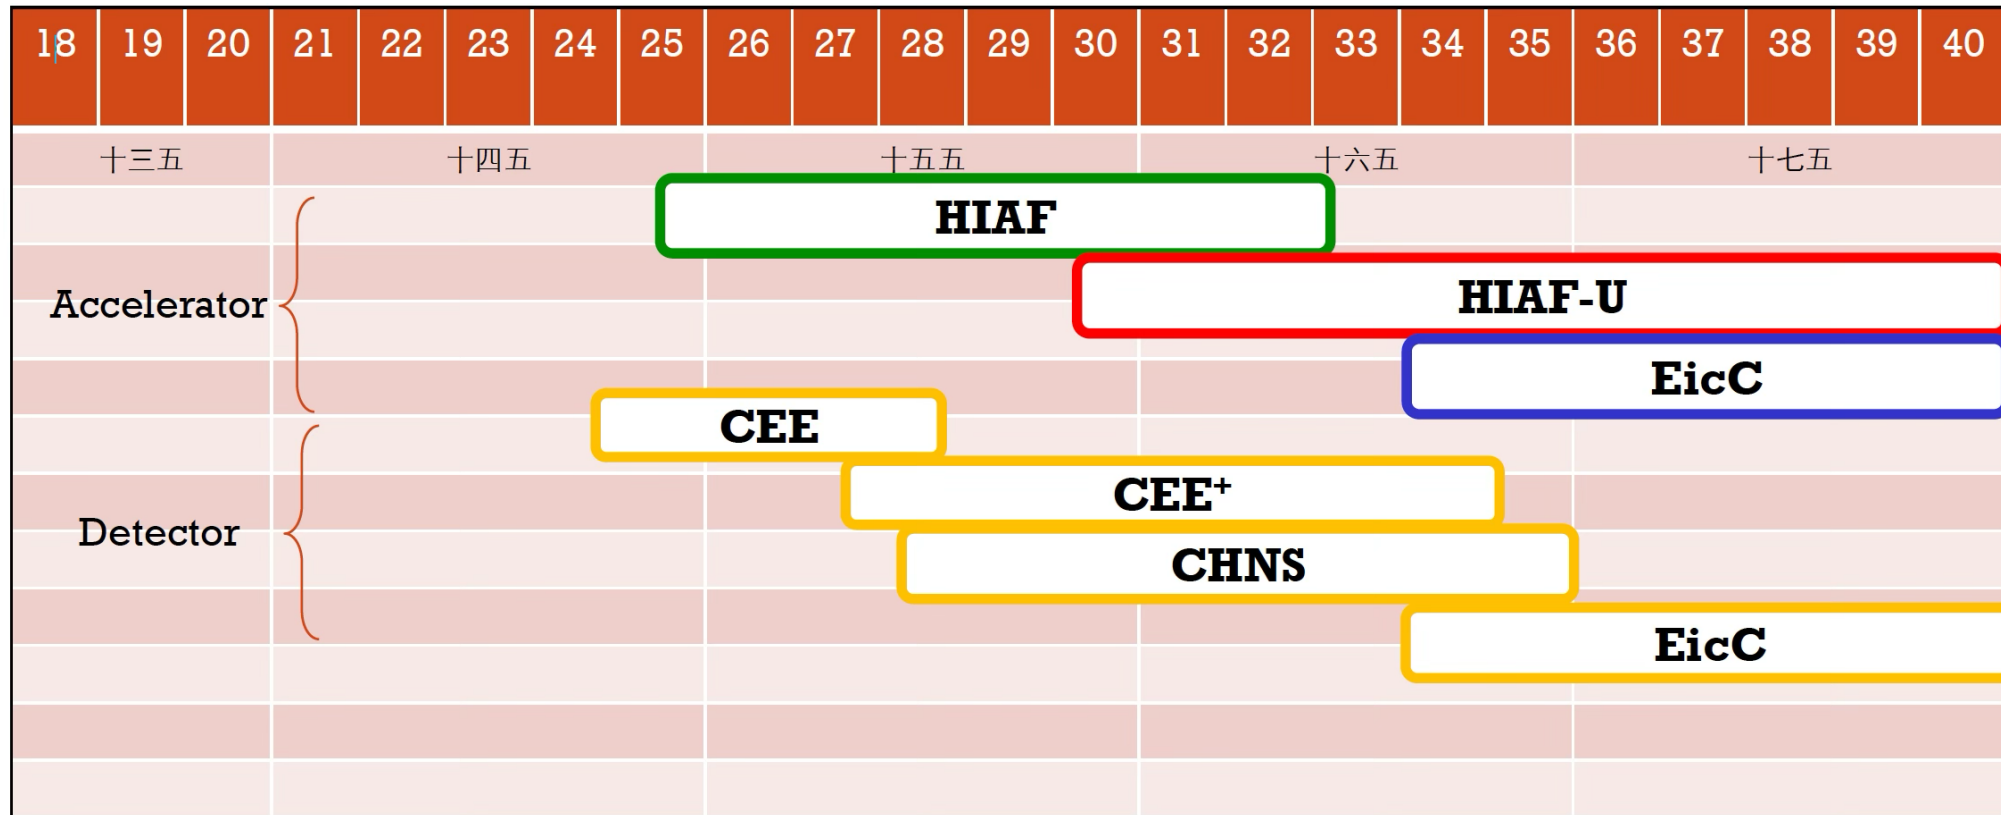 18 19 20 21 22 23 24 25 26 27 28 29 30 31 32 33 34 35 36 37 38 39 40
十三五 十四五 十五五 十六五 十七五
HIAF
Accelerator
HIAF-U
EicC
CEE
CEE⁺
Detector
CHNS
EicC